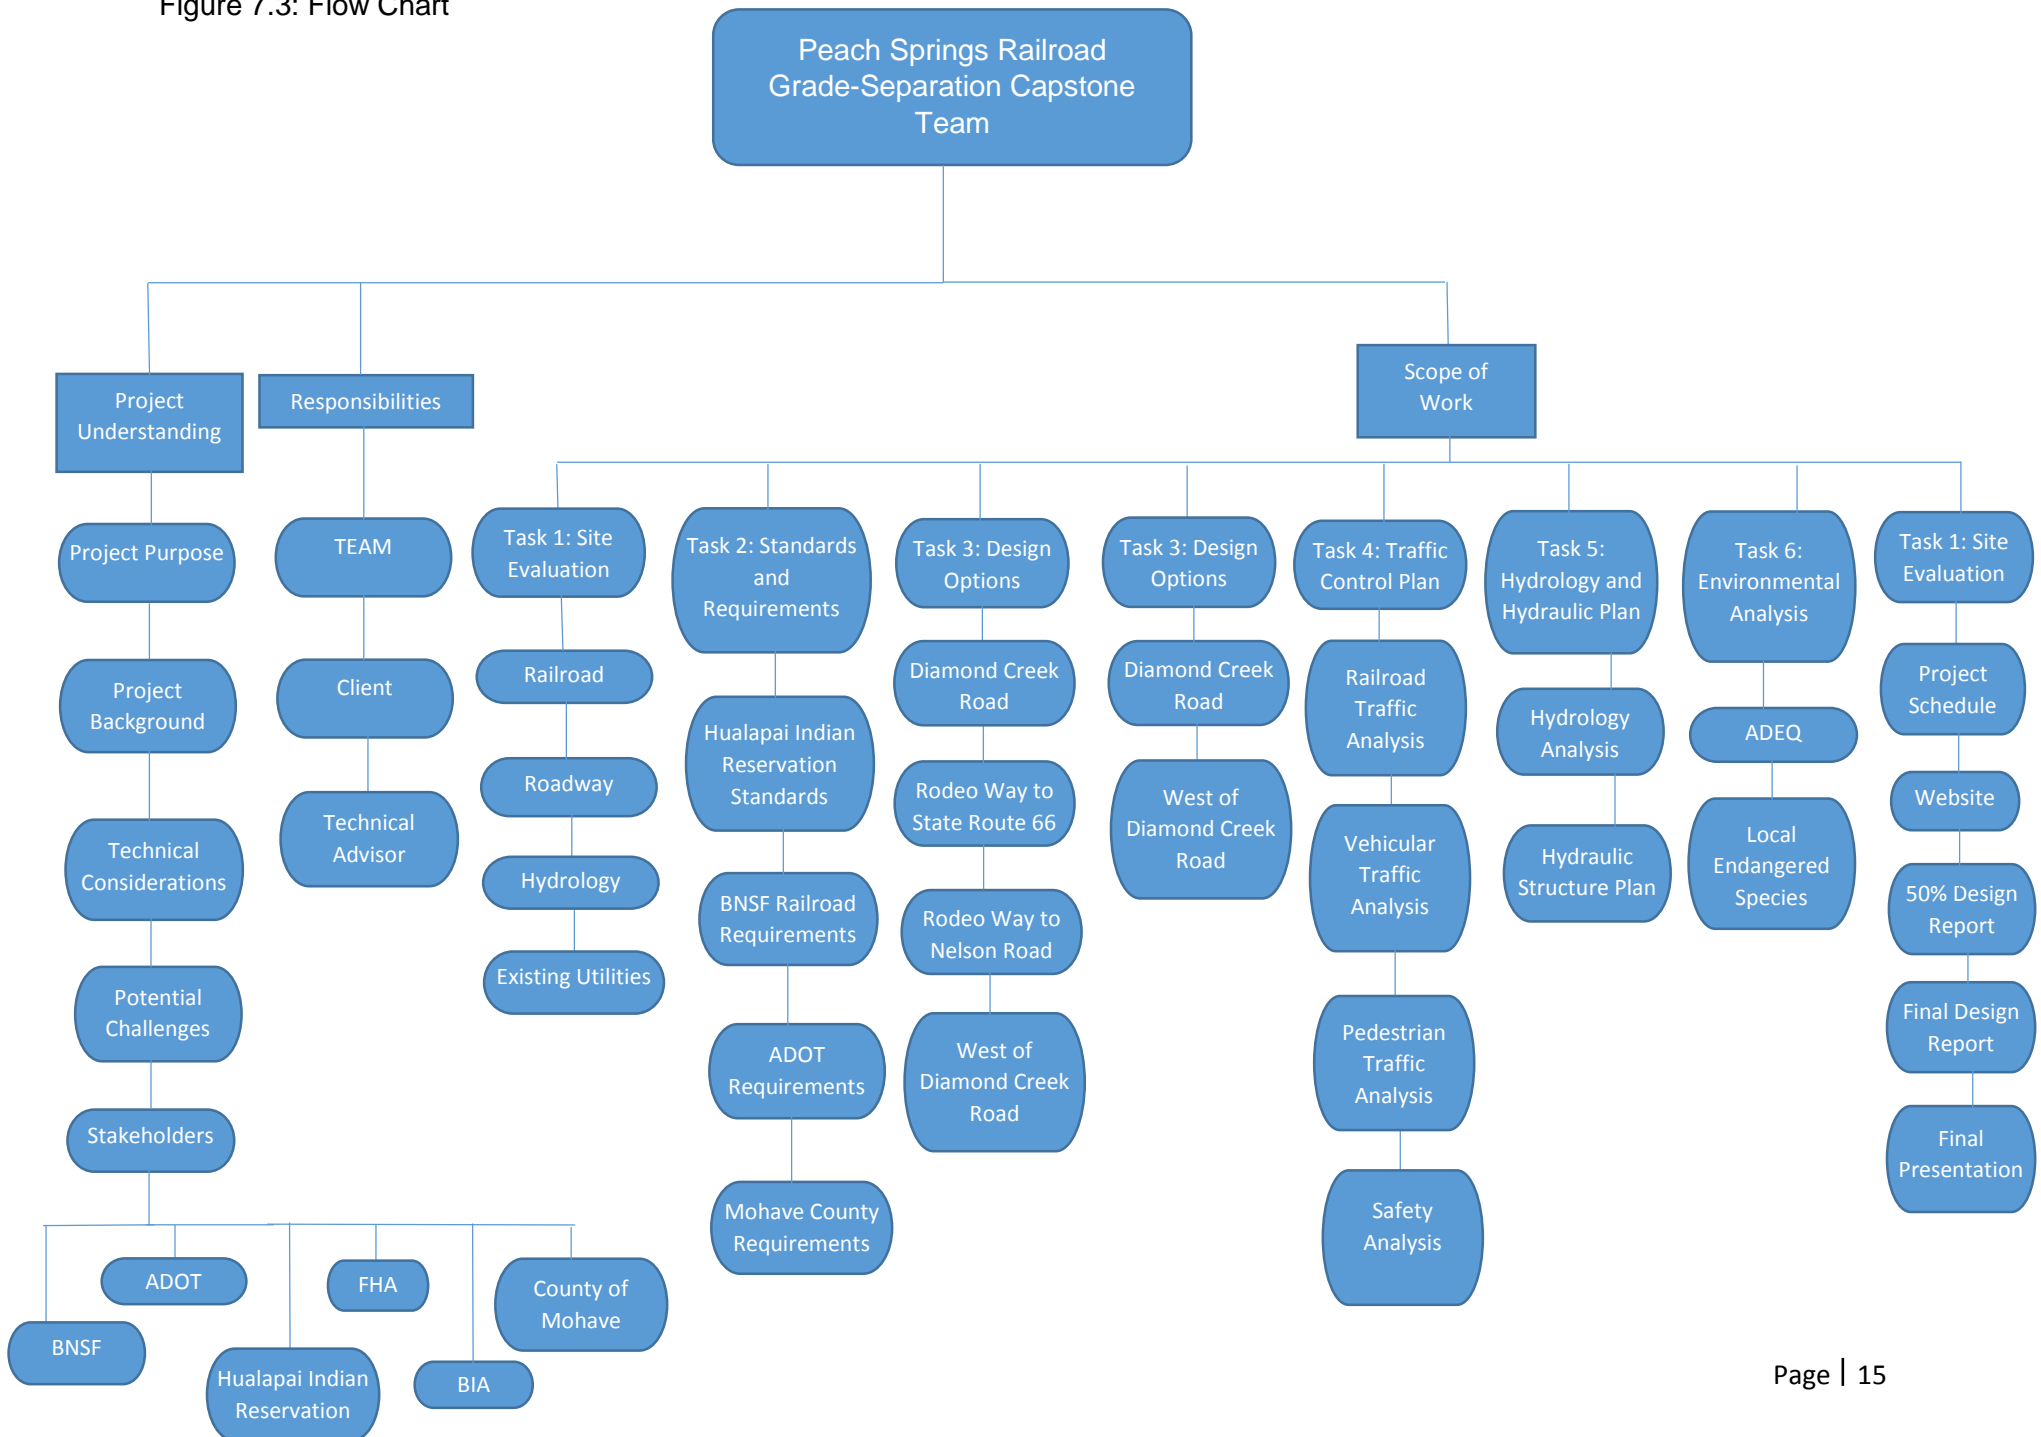 Figure 7.3: Flow Chart
Peach Springs Railroad
Grade-Separation Capstone
Team
Project
Understanding
Responsibilities
Scope of
Work
Project Purpose
Project
Background
Technical
Considerations
Potential
Challenges
Stakeholders
BNSF
ADOT
Hualapai Indian
Reservation
FHA
BIA
County of
Mohave
TEAM
Client
Technical
Advisor
Task 1: Site
Evaluation
Railroad
Roadway
Hydrology
Existing Utilities
Task 2: Standards
and
Requirements
Hualapai Indian
Reservation
Standards
BNSF Railroad
Requirements
ADOT
Requirements
Mohave County
Requirements
Task 3: Design
Options
Diamond Creek
Road
Rodeo Way to
State Route 66
Rodeo Way to
Nelson Road
West of
Diamond Creek
Road
Task 3: Design
Options
Diamond Creek
Road
West of
Diamond Creek
Road
Task 4: Traffic
Control Plan
Railroad
Traffic
Analysis
Vehicular
Traffic
Analysis
Pedestrian
Traffic
Analysis
Safety
Analysis
Task 5:
Hydrology and
Hydraulic Plan
Hydrology
Analysis
Hydraulic
Structure Plan
Task 6:
Environmental
Analysis
ADEQ
Local
Endangered
Species
Task 1: Site
Evaluation
Project
Schedule
Website
50% Design
Report
Final Design
Report
Final
Presentation
Page | 15